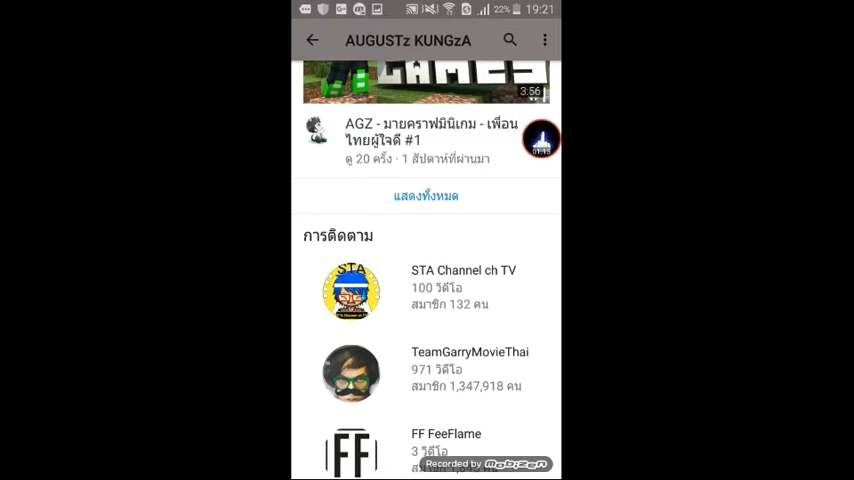 22% 19:21
AUGUSTz KUNGzA
GAMES
3:56
AGZ - มายคราฟมินิเกม - เพื่อน
ไทยผู้ใจดี #1
ดู 20 ครั้ง · 1 สัปดาห์ที่ผ่านมา
01:15
แสดงทั้งหมด
การติดตาม
STA
STA Channel ch TV
100 วิดีโอ
สมาชิก 132 คน
TeamGarryMovieThai
971 วิดีโอ
สมาชิก 1,347,918 คน
FF FeeFlame
3 วิดีโอ
FF
Recorded by Mobizen